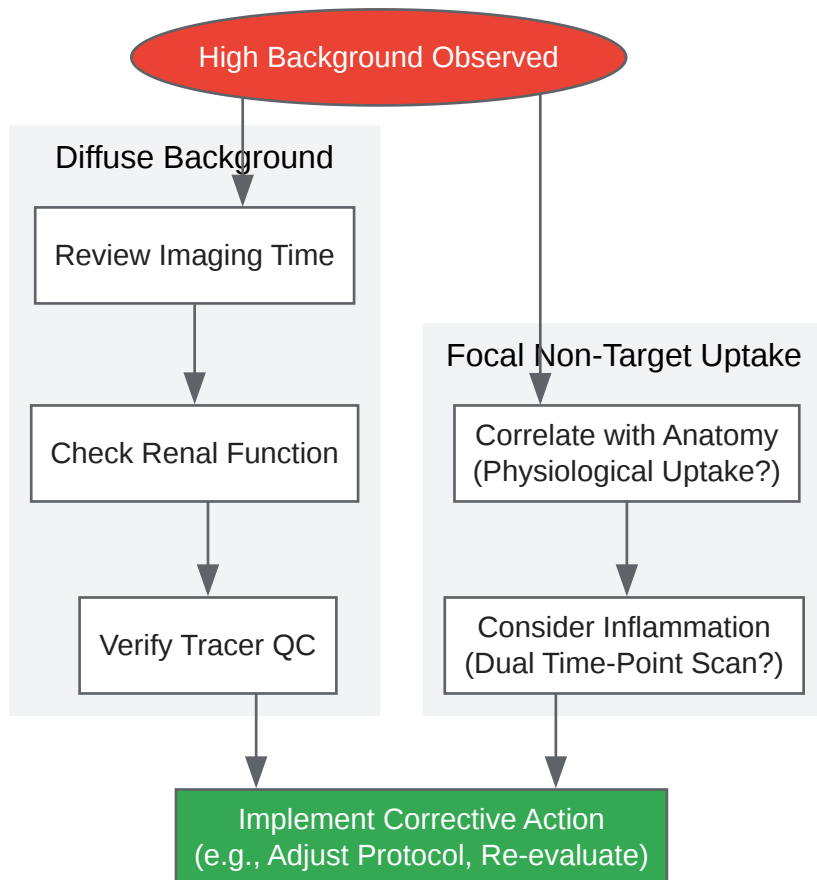 High Background Observed
Diffuse Background
Review Imaging Time
Check Renal Function
Verify Tracer QC
Focal Non-Target Uptake
Correlate with Anatomy
(Physiological Uptake?)
Consider Inflammation
(Dual Time-Point Scan?)
Implement Corrective Action
(e.g., Adjust Protocol, Re-evaluate)